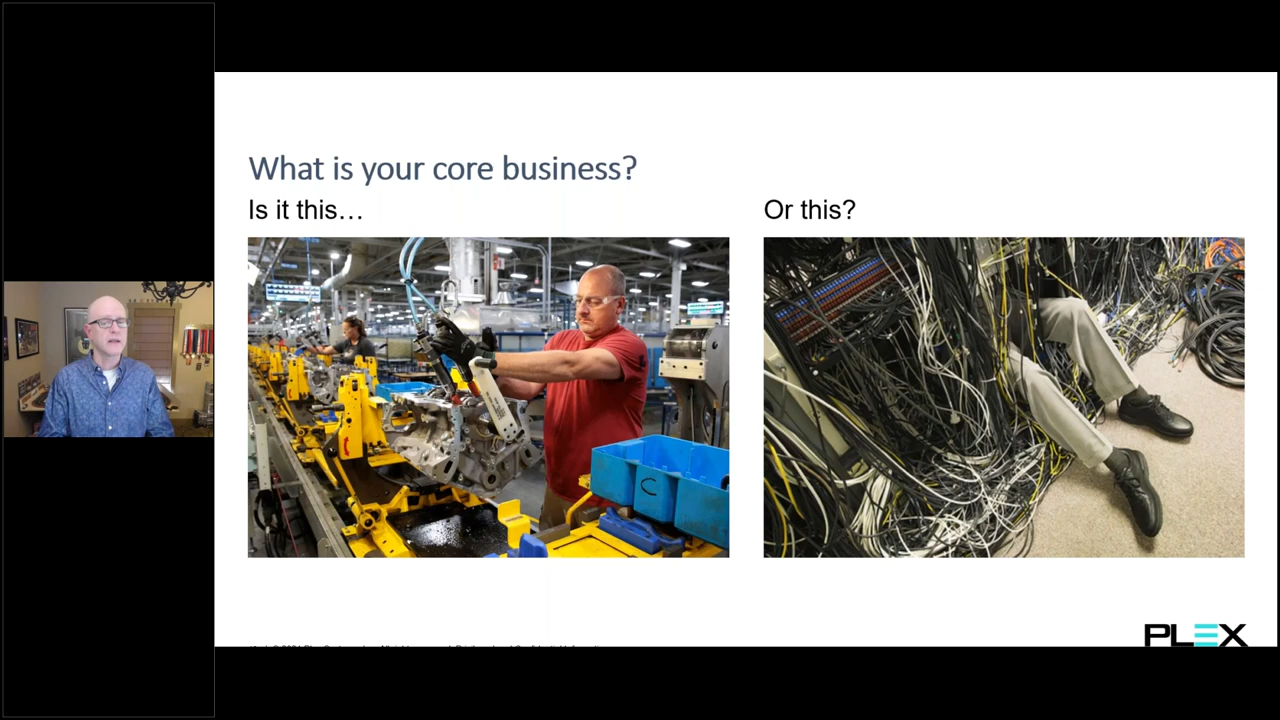 What is your core business?
Is it this…
Or this?
C
PLEX